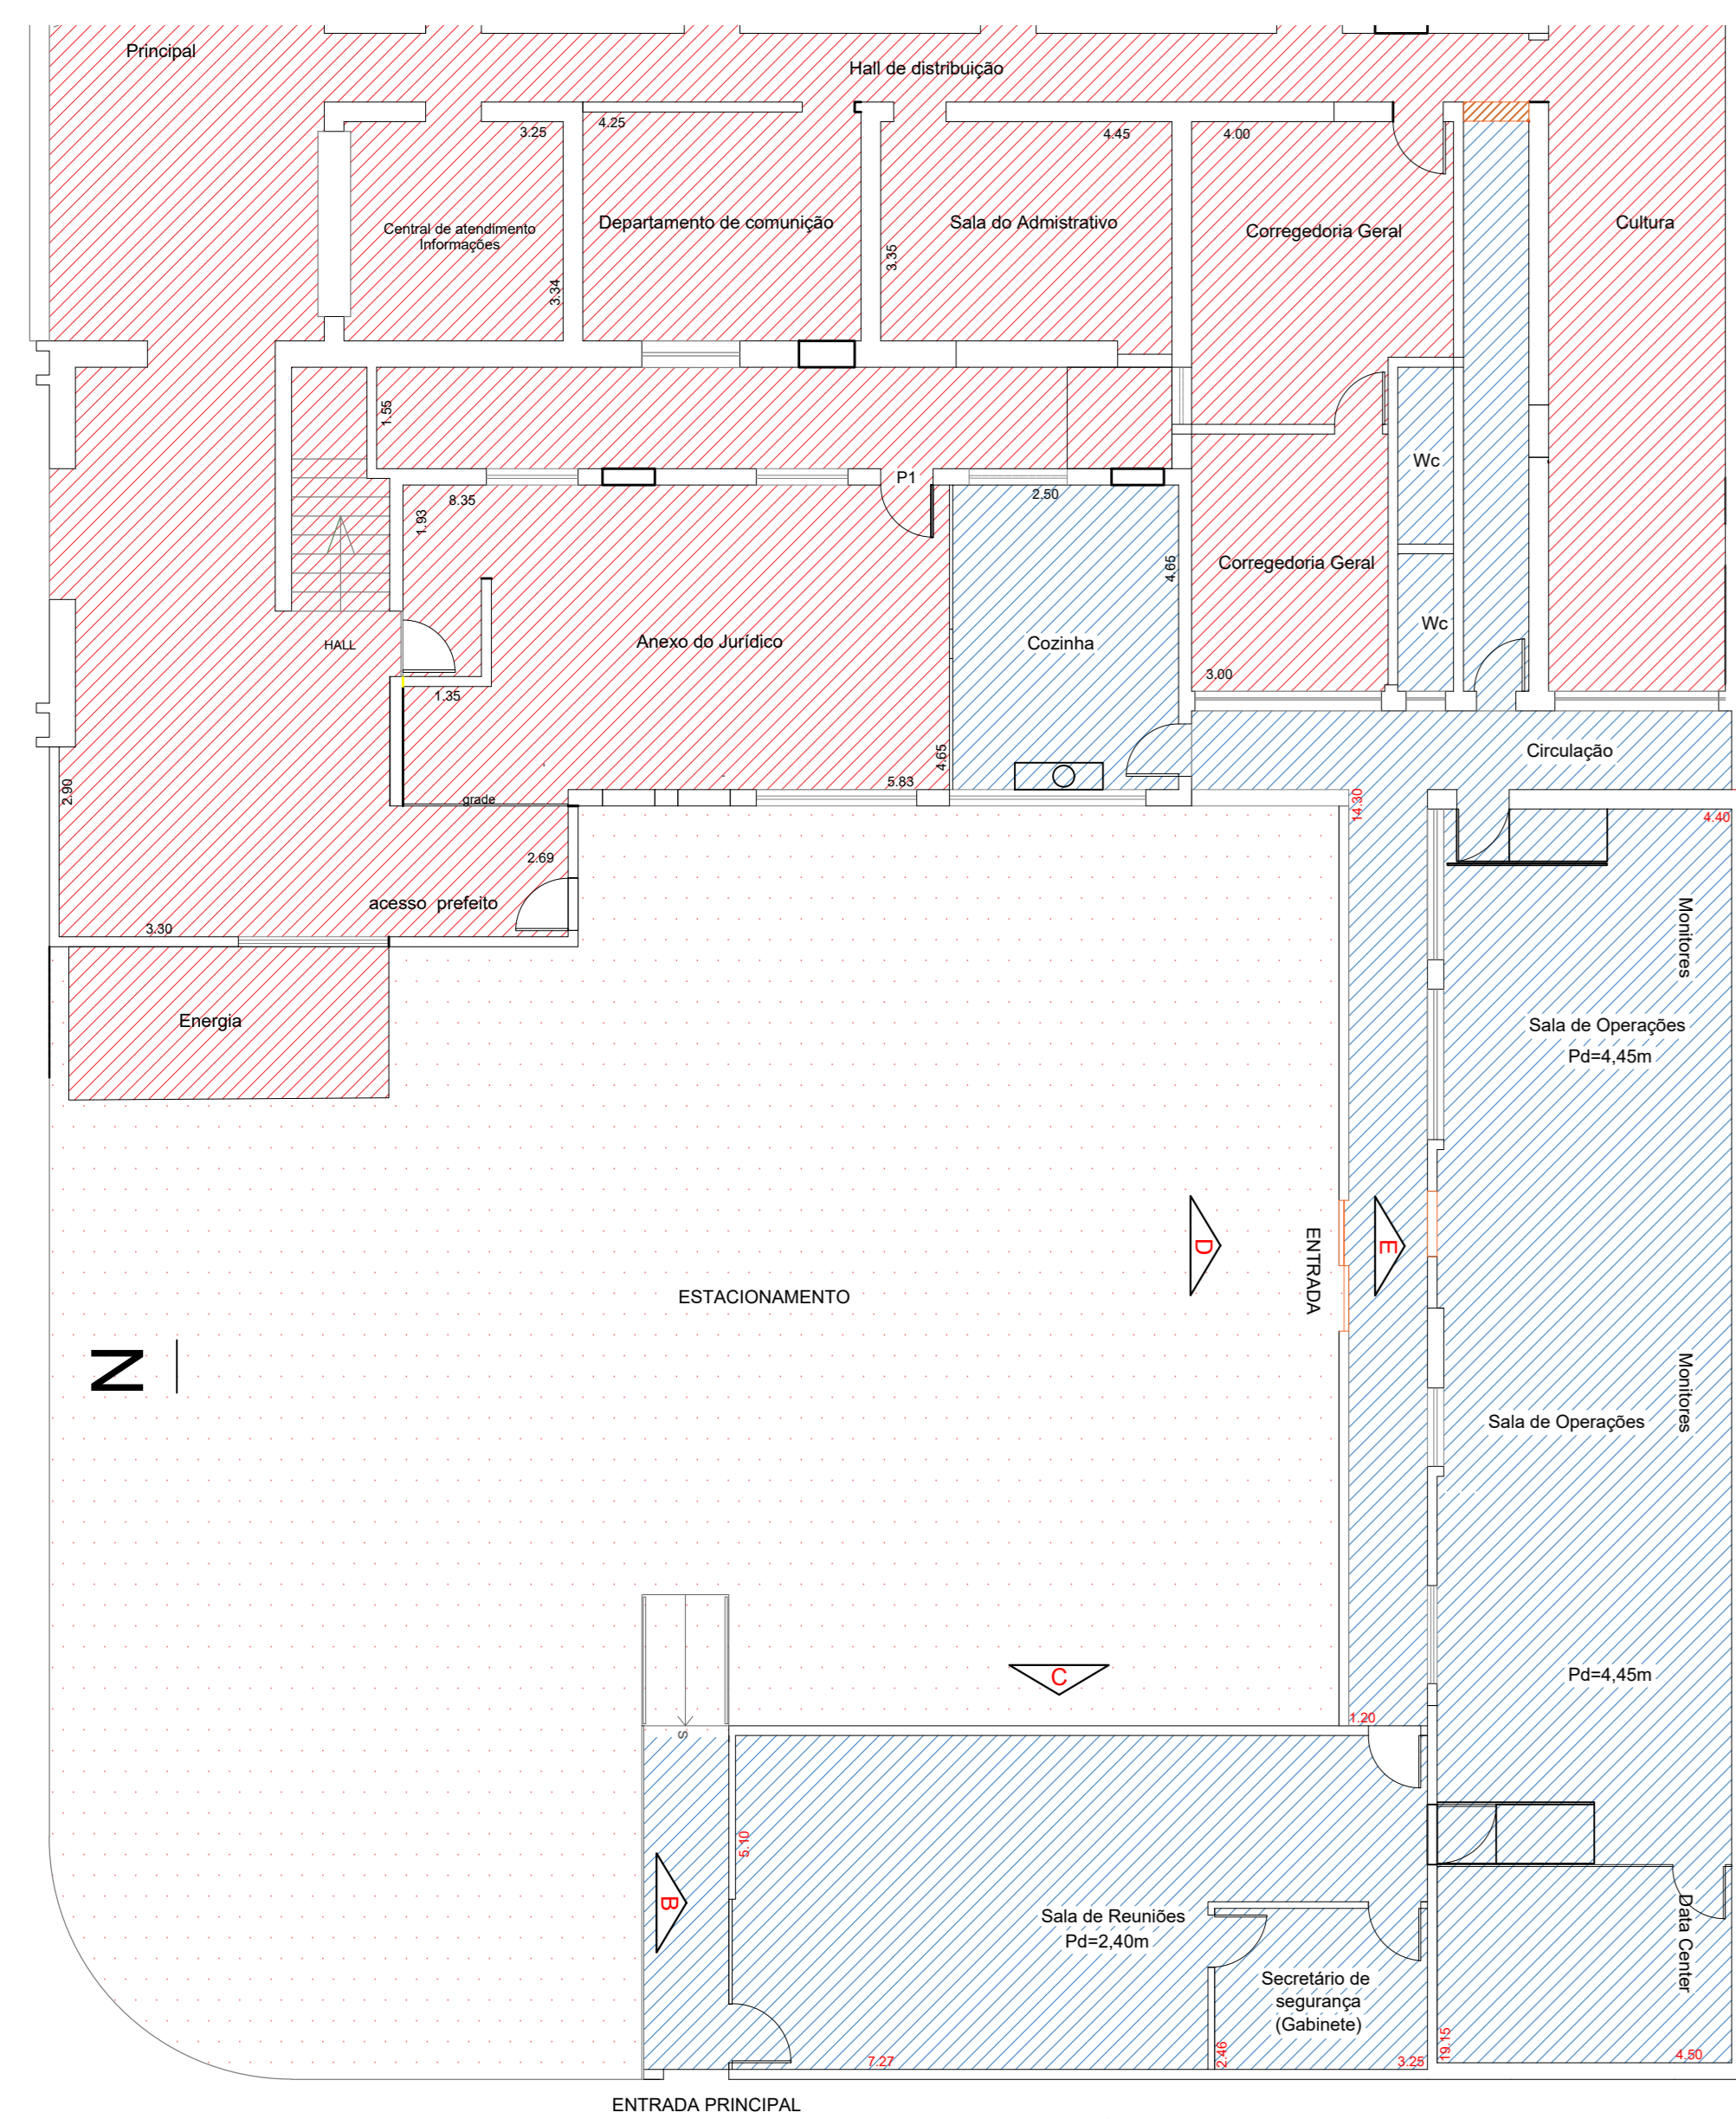 Principal
Hall de distribuição
3.25
4.25
4.45
4.00
Central de atendimento
Informações
Departamento de comunição
Sala do Admistrativo
Corregedoria Geral
Cultura
3.34
3.35
1.55
Wc
P1
8.35
1.93
2.50
4.65
Corregedoria Geral
Wc
HALL
Anexo do Jurídico
Cozinha
3.00
1.35
4.65
5.83
Circulação
2.90
grade
14.30
4.40
2.69
acesso prefeito
3.30
Monitores
Energia
Sala de Operações
Pd=4,45m
D
E
ENTRADA
ESTACIONAMENTO
N
Monitores
Sala de Operações
C
Pd=4,45m
1.20
S
5.10
B
Sala de Reuniões
Pd=2,40m
Data Center
Secretário de
segurança
(Gabinete)
7.27
2.46
3.25
19.15
4.50
ENTRADA PRINCIPAL